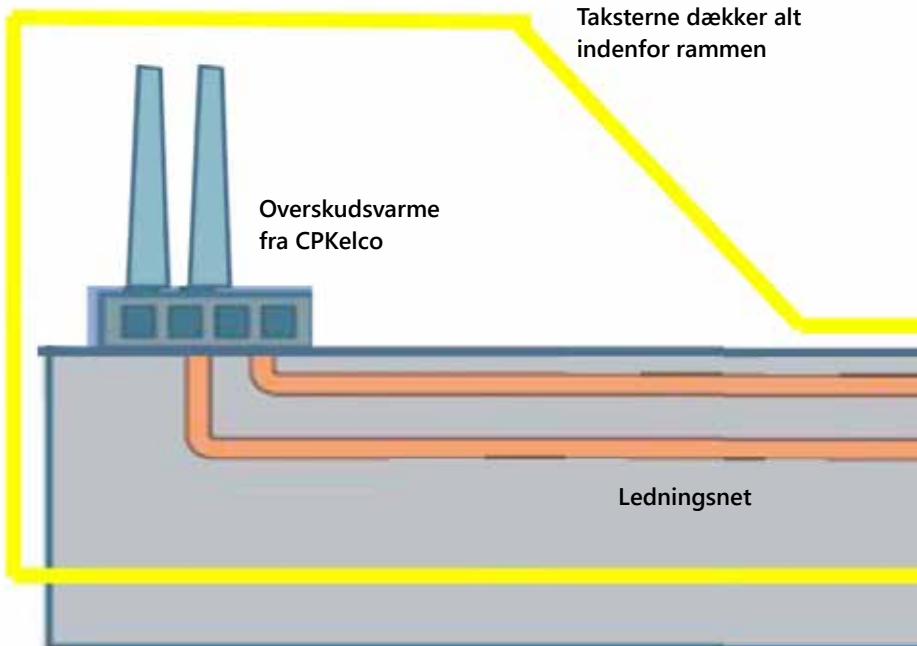 Taksterne dækker alt
indenfor rammen
Overskudsvarme
fra CPKelco
Ledningsnet